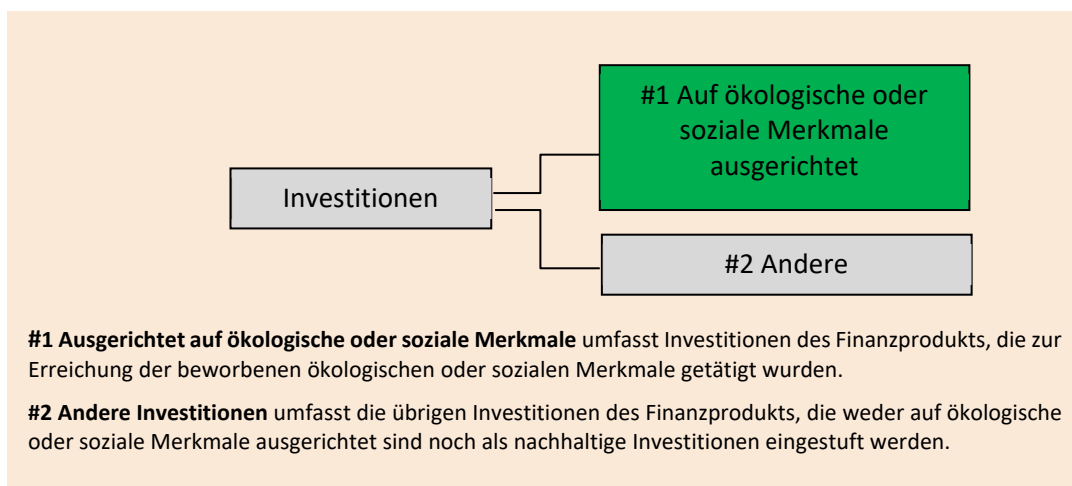 #1 Auf ökologische oder
soziale Merkmale
ausgerichtet
Investitionen
#2 Andere
#1 Ausgerichtet auf ökologische oder soziale Merkmale umfasst Investitionen des Finanzprodukts, die zur
Erreichung der beworbenen ökologischen oder sozialen Merkmale getätigt wurden.
#2 Andere Investitionen umfasst die übrigen Investitionen des Finanzprodukts, die weder auf ökologische
oder soziale Merkmale ausgerichtet sind noch als nachhaltige Investitionen eingestuft werden.